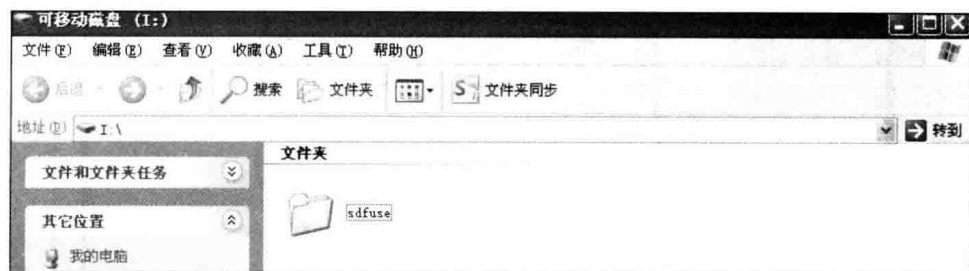 可移动磁盘 (I:)
文件(F) 编辑(E) 查看(V) 收藏(A) 工具(T) 帮助(H)
后退 搜索 文件夹 文件夹同步
地址(D) I:\ 转到
文件夹
文件和文件夹任务
sdfuse
其它位置
我的电脑